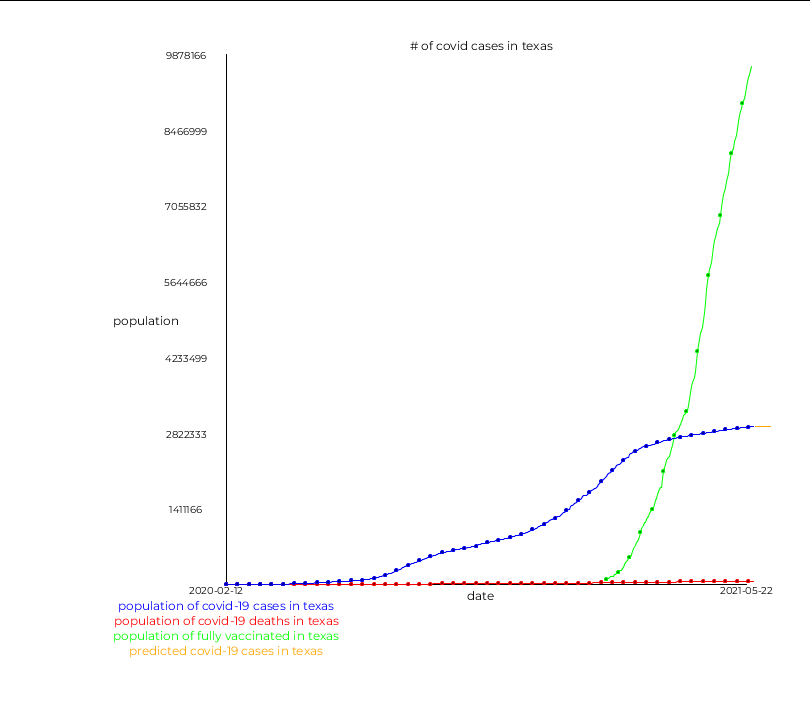 # of covid cases in texas
9878166
8466999
7055832
5644666
population
4233499
2822333
1411166
2020-02-12
2021-05-22
date
population of covid-19 cases in texas
population of covid-19 deaths in texas
population of fully vaccinated in texas
predicted covid-19 cases in texas